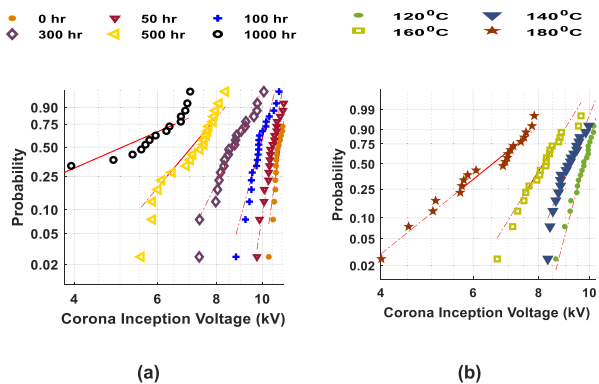 0 hr 50 hr 100 hr
300 hr 500 hr 1000 hr
120⁰C 140⁰C
160⁰C 180⁰C
0.90
0.75
0.50
0.25
0.10
0.05
0.02
Probability
4 6 8 10
Corona Inception Voltage (kV)
(a)
0.99
0.90
0.75
0.50
0.25
0.10
0.05
0.02
Probability
4 6 8 10
Corona Inception Voltage (kV)
(b)